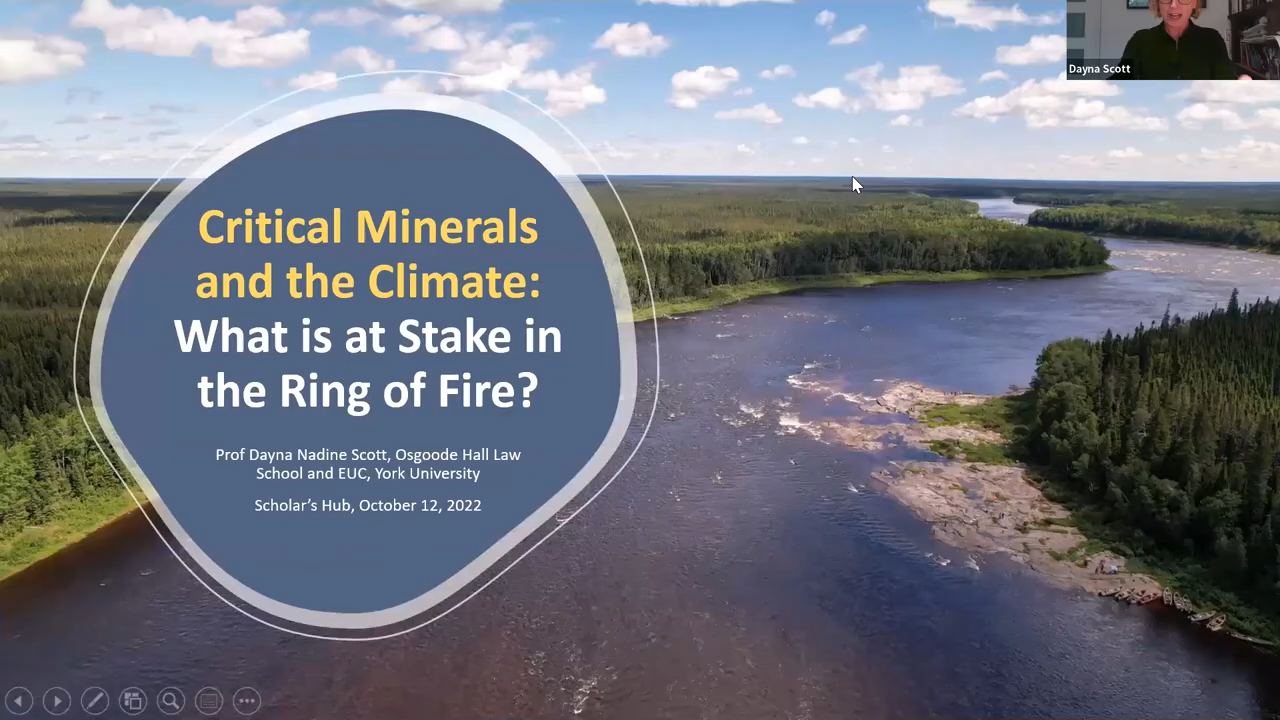 Dayna Scott
Critical Minerals
and the Climate:
What is at Stake in
the Ring of Fire?
Prof Dayna Nadine Scott, Osgoode Hall Law
School and EUC, York University
Scholar’s Hub, October 12, 2022